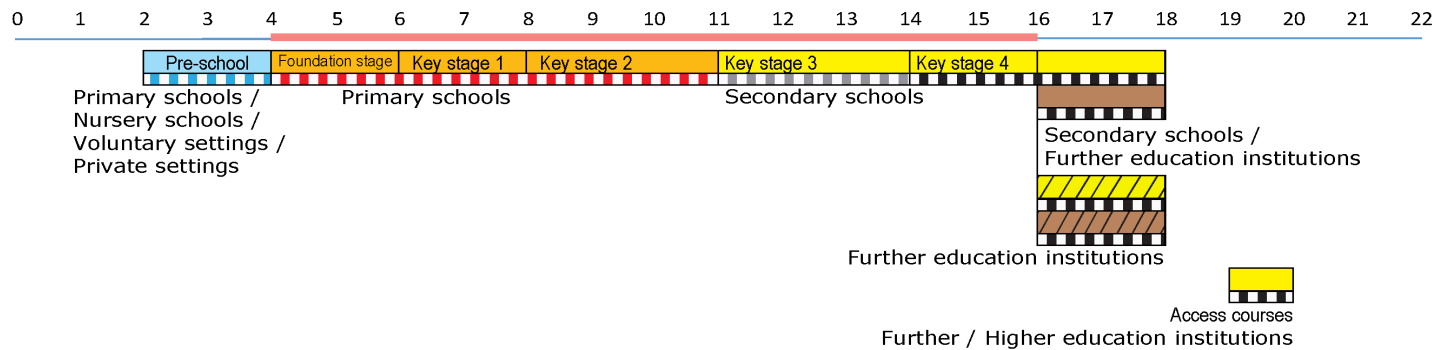 0 1 2 3 4 5 6 7 8 9 10 11 12 13 14 15 16 17 18 19 20 21 22
Pre-school Foundation stage Key stage 1 Key stage 2 Key stage 3 Key stage 4
Primary schools /
Nursery schools /
Voluntary settings /
Private settings
Primary schools
Secondary schools
Secondary schools /
Further education institutions
Further education institutions
Access courses
Further / Higher education institutions